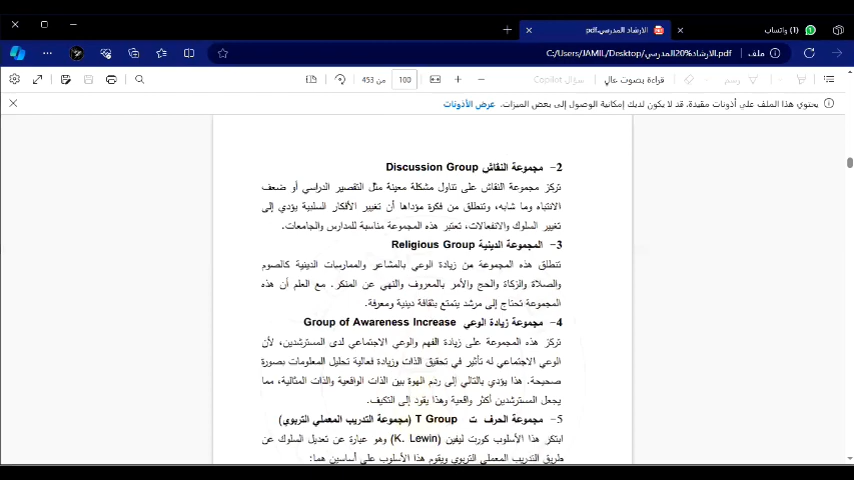 الارشاد المدرسي.pdf
(1) واتساب
ملف
C:/Users/JAMIL/Desktop/الارشاد%20المدرسي.pdf
قراءة بصوت عالٍ
سؤال Copilot
رسم
100
من 453
يحتوي هذا الملف على أذونات مقيدة. قد لا يكون لديك إمكانية الوصول إلى بعض الميزات. عرض الأذونات
2- مجموعة النقاش Discussion Group
تركز مجموعة النقاش على تناول مشكلة معينة مثل التقصير الدراسي أو ضعف
الانتباه وما شابه، وتنطلق من فكرة مؤداها أن تغيير الأفكار السلبية يؤدي إلى
تغيير السلوك والانفعالات، تعتبر هذه المجموعة مناسبة للمدارس والجامعات.
3- المجموعة الدينية Religious Group
تنطلق هذه المجموعة من زيادة الوعي بالمشاعر والممارسات الدينية كالصوم
والصلاة والزكاة والحج والأمر بالمعروف والنهي عن المنكر. مع العلم أن هذه
المجموعة تحتاج إلى مرشد يتمتع بثقافة دينية ومعرفة.
4- مجموعة زيادة الوعي Group of Awareness Increase
تركز هذه المجموعة على زيادة الفهم والوعي الاجتماعي لدى المسترشدين، لأن
الوعي الاجتماعي له تأثير في تحقيق الذات وزيادة فعالية تحليل المعلومات بصورة
صحيحة. هذا يؤدي بالتالي إلى ردم الهوة بين الذات الواقعية والذات المثالية، مما
يجعل المسترشدين أكثر واقعية وهذا يقود إلى التكيف.
5- مجموعة الحرف ت T Group (مجموعة التدريب المعملي التربوي)
ابتكر هذا الأسلوب كورت ليفين (K. Lewin) وهو عبارة عن تعديل السلوك عن
طريق التدريب المعملي التربوي ويقوم هذا الأسلوب على أساسين هما: